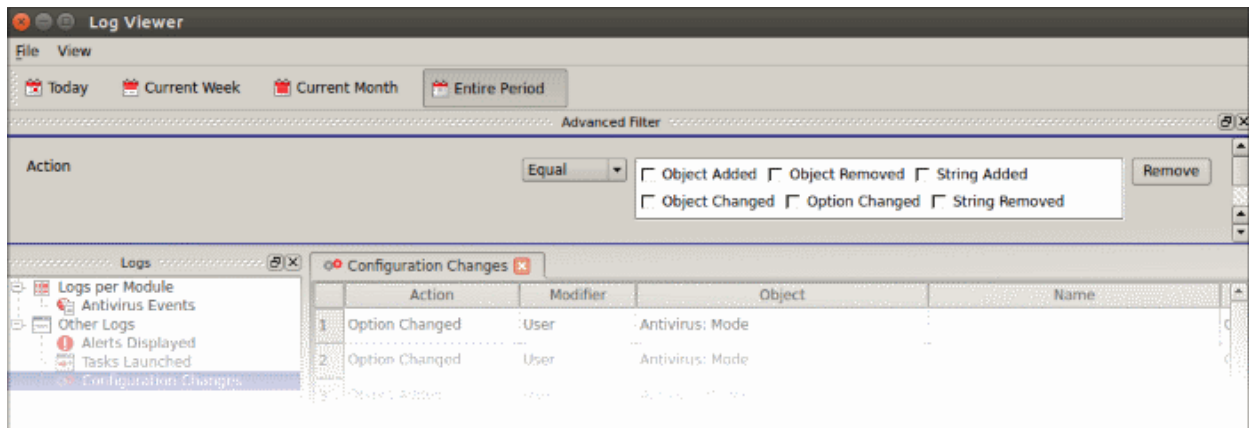 Log Viewer
File View
Today Current Week Current Month Entire Period
Advanced Filter
Action Equal Object Added Object Removed String Added Remove
Object Changed Option Changed String Removed
Logs
Configuration Changes
Logs per Module
Antivirus Events
Other Logs
Alerts Displayed
Tasks Launched
Configuration Changes
Action Modifier Object Name
1 Option Changed User Antivirus: Mode
2 Option Changed User Antivirus: Mode
3 Object Added